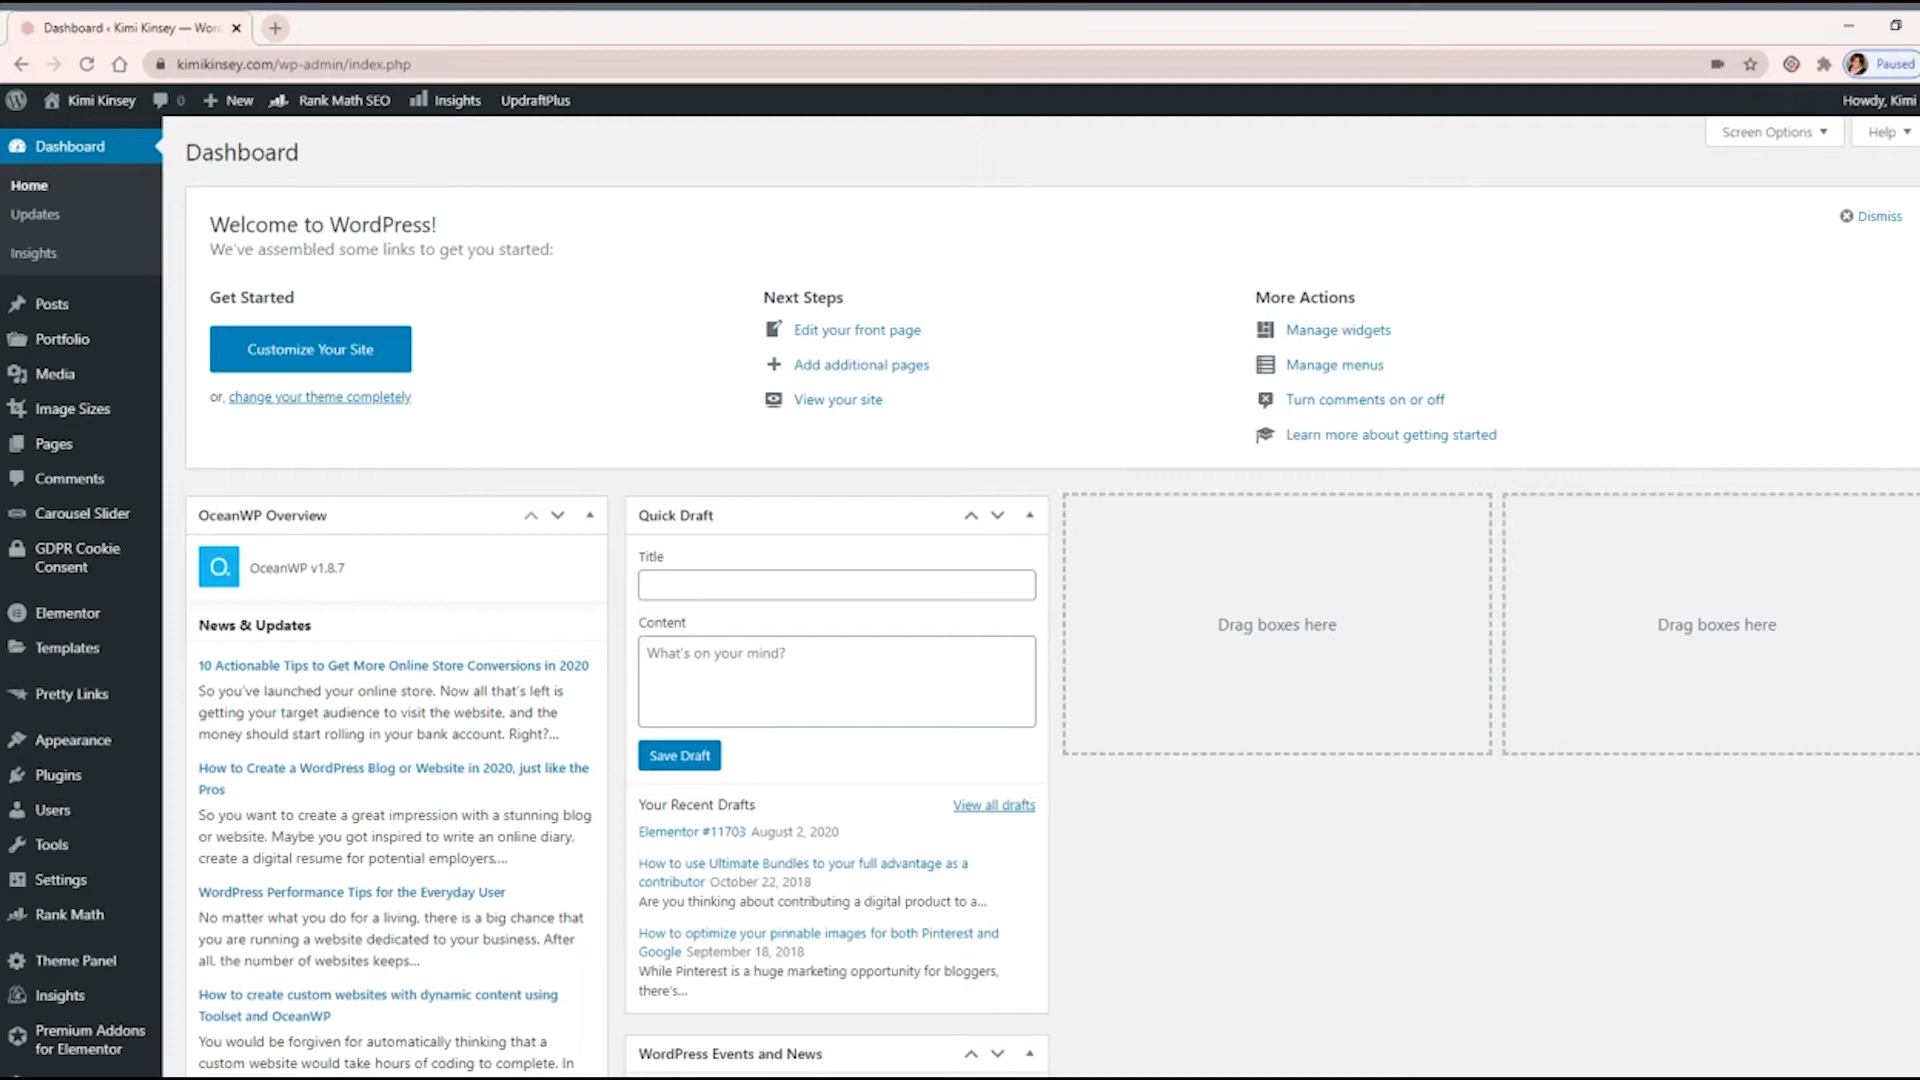 Dashboard ‹ Kimi Kinsey — Wor
kimikinsey.com/wp-admin/index.php
Paused
Kimi Kinsey
0
New
Rank Math SEO
Insights
UpdraftPlus
Howdy, Kimi
Dashboard
Home
Updates
Insights
Posts
Portfolio
Media
Image Sizes
Pages
Comments
Carousel Slider
GDPR Cookie
Consent
Elementor
Templates
Pretty Links
Appearance
Plugins
Users
Tools
Settings
Rank Math
Theme Panel
Insights
Premium Addons
for Elementor
Screen Options
Help
Dashboard
Welcome to WordPress!
We've assembled some links to get you started:
Dismiss
Get Started
Customize Your Site
or, change your theme completely
Next Steps
Edit your front page
Add additional pages
View your site
More Actions
Manage widgets
Manage menus
Turn comments on or off
Learn more about getting started
OceanWP Overview
O.
OceanWP v1.8.7
News & Updates
10 Actionable Tips to Get More Online Store Conversions in 2020
So you've launched your online store. Now all that's left is
getting your target audience to visit the website, and the
money should start rolling in your bank account. Right?...
How to Create a WordPress Blog or Website in 2020, just like the
Pros
So you want to create a great impression with a stunning blog
or website. Maybe you got inspired to write an online diary,
create a digital resume for potential employers,...
WordPress Performance Tips for the Everyday User
No matter what you do for a living, there is a big chance that
you are running a website dedicated to your business. After
all, the number of websites keeps...
How to create custom websites with dynamic content using
Toolset and OceanWP
You would be forgiven for automatically thinking that a
custom website would take hours of coding to complete. In
Quick Draft
Title
Content
What's on your mind?
Save Draft
Your Recent Drafts
View all drafts
Elementor #11703 August 2, 2020
How to use Ultimate Bundles to your full advantage as a
contributor October 22, 2018
Are you thinking about contributing a digital product to a...
How to optimize your pinnable images for both Pinterest and
Google September 18, 2018
While Pinterest is a huge marketing opportunity for bloggers,
there's...
WordPress Events and News
Drag boxes here
Drag boxes here